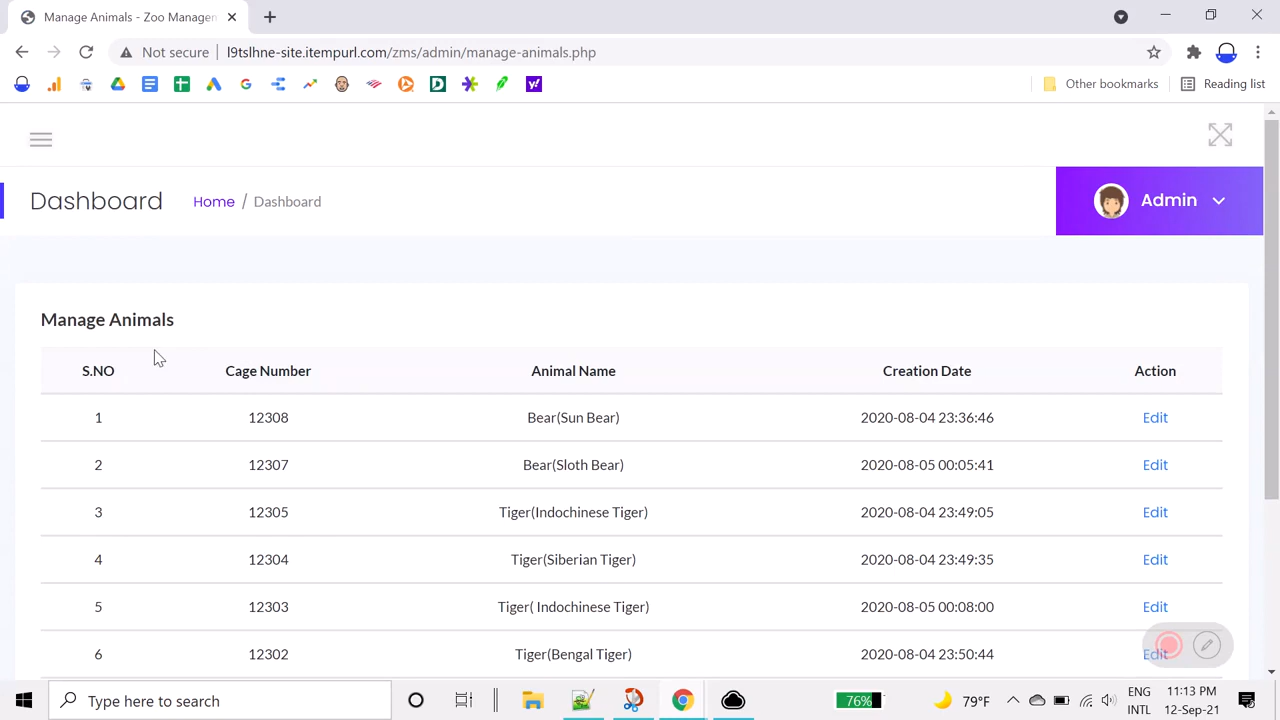 Manage Animals - Zoo Managem
Not secure l9tslhne-site.itempurl.com/zms/admin/manage-animals.php
Other bookmarks Reading list
Dashboard Home / Dashboard Admin
Manage Animals
S.NO Cage Number Animal Name Creation Date Action
1 12308 Bear(Sun Bear) 2020-08-04 23:36:46 Edit
2 12307 Bear(Sloth Bear) 2020-08-05 00:05:41 Edit
3 12305 Tiger(Indochinese Tiger) 2020-08-04 23:49:05 Edit
4 12304 Tiger(Siberian Tiger) 2020-08-04 23:49:35 Edit
5 12303 Tiger( Indochinese Tiger) 2020-08-05 00:08:00 Edit
6 12302 Tiger(Bengal Tiger) 2020-08-04 23:50:44 Edit
Type here to search 76% 79°F ENG 11:13 PM
INTL 12-Sep-21